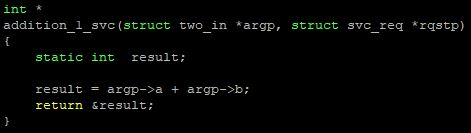 int *
addition_1_svc(struct two_in *argp, struct svc_req *rqstp)
{
    static int  result;

    result = argp->a + argp->b;
    return &result;
}